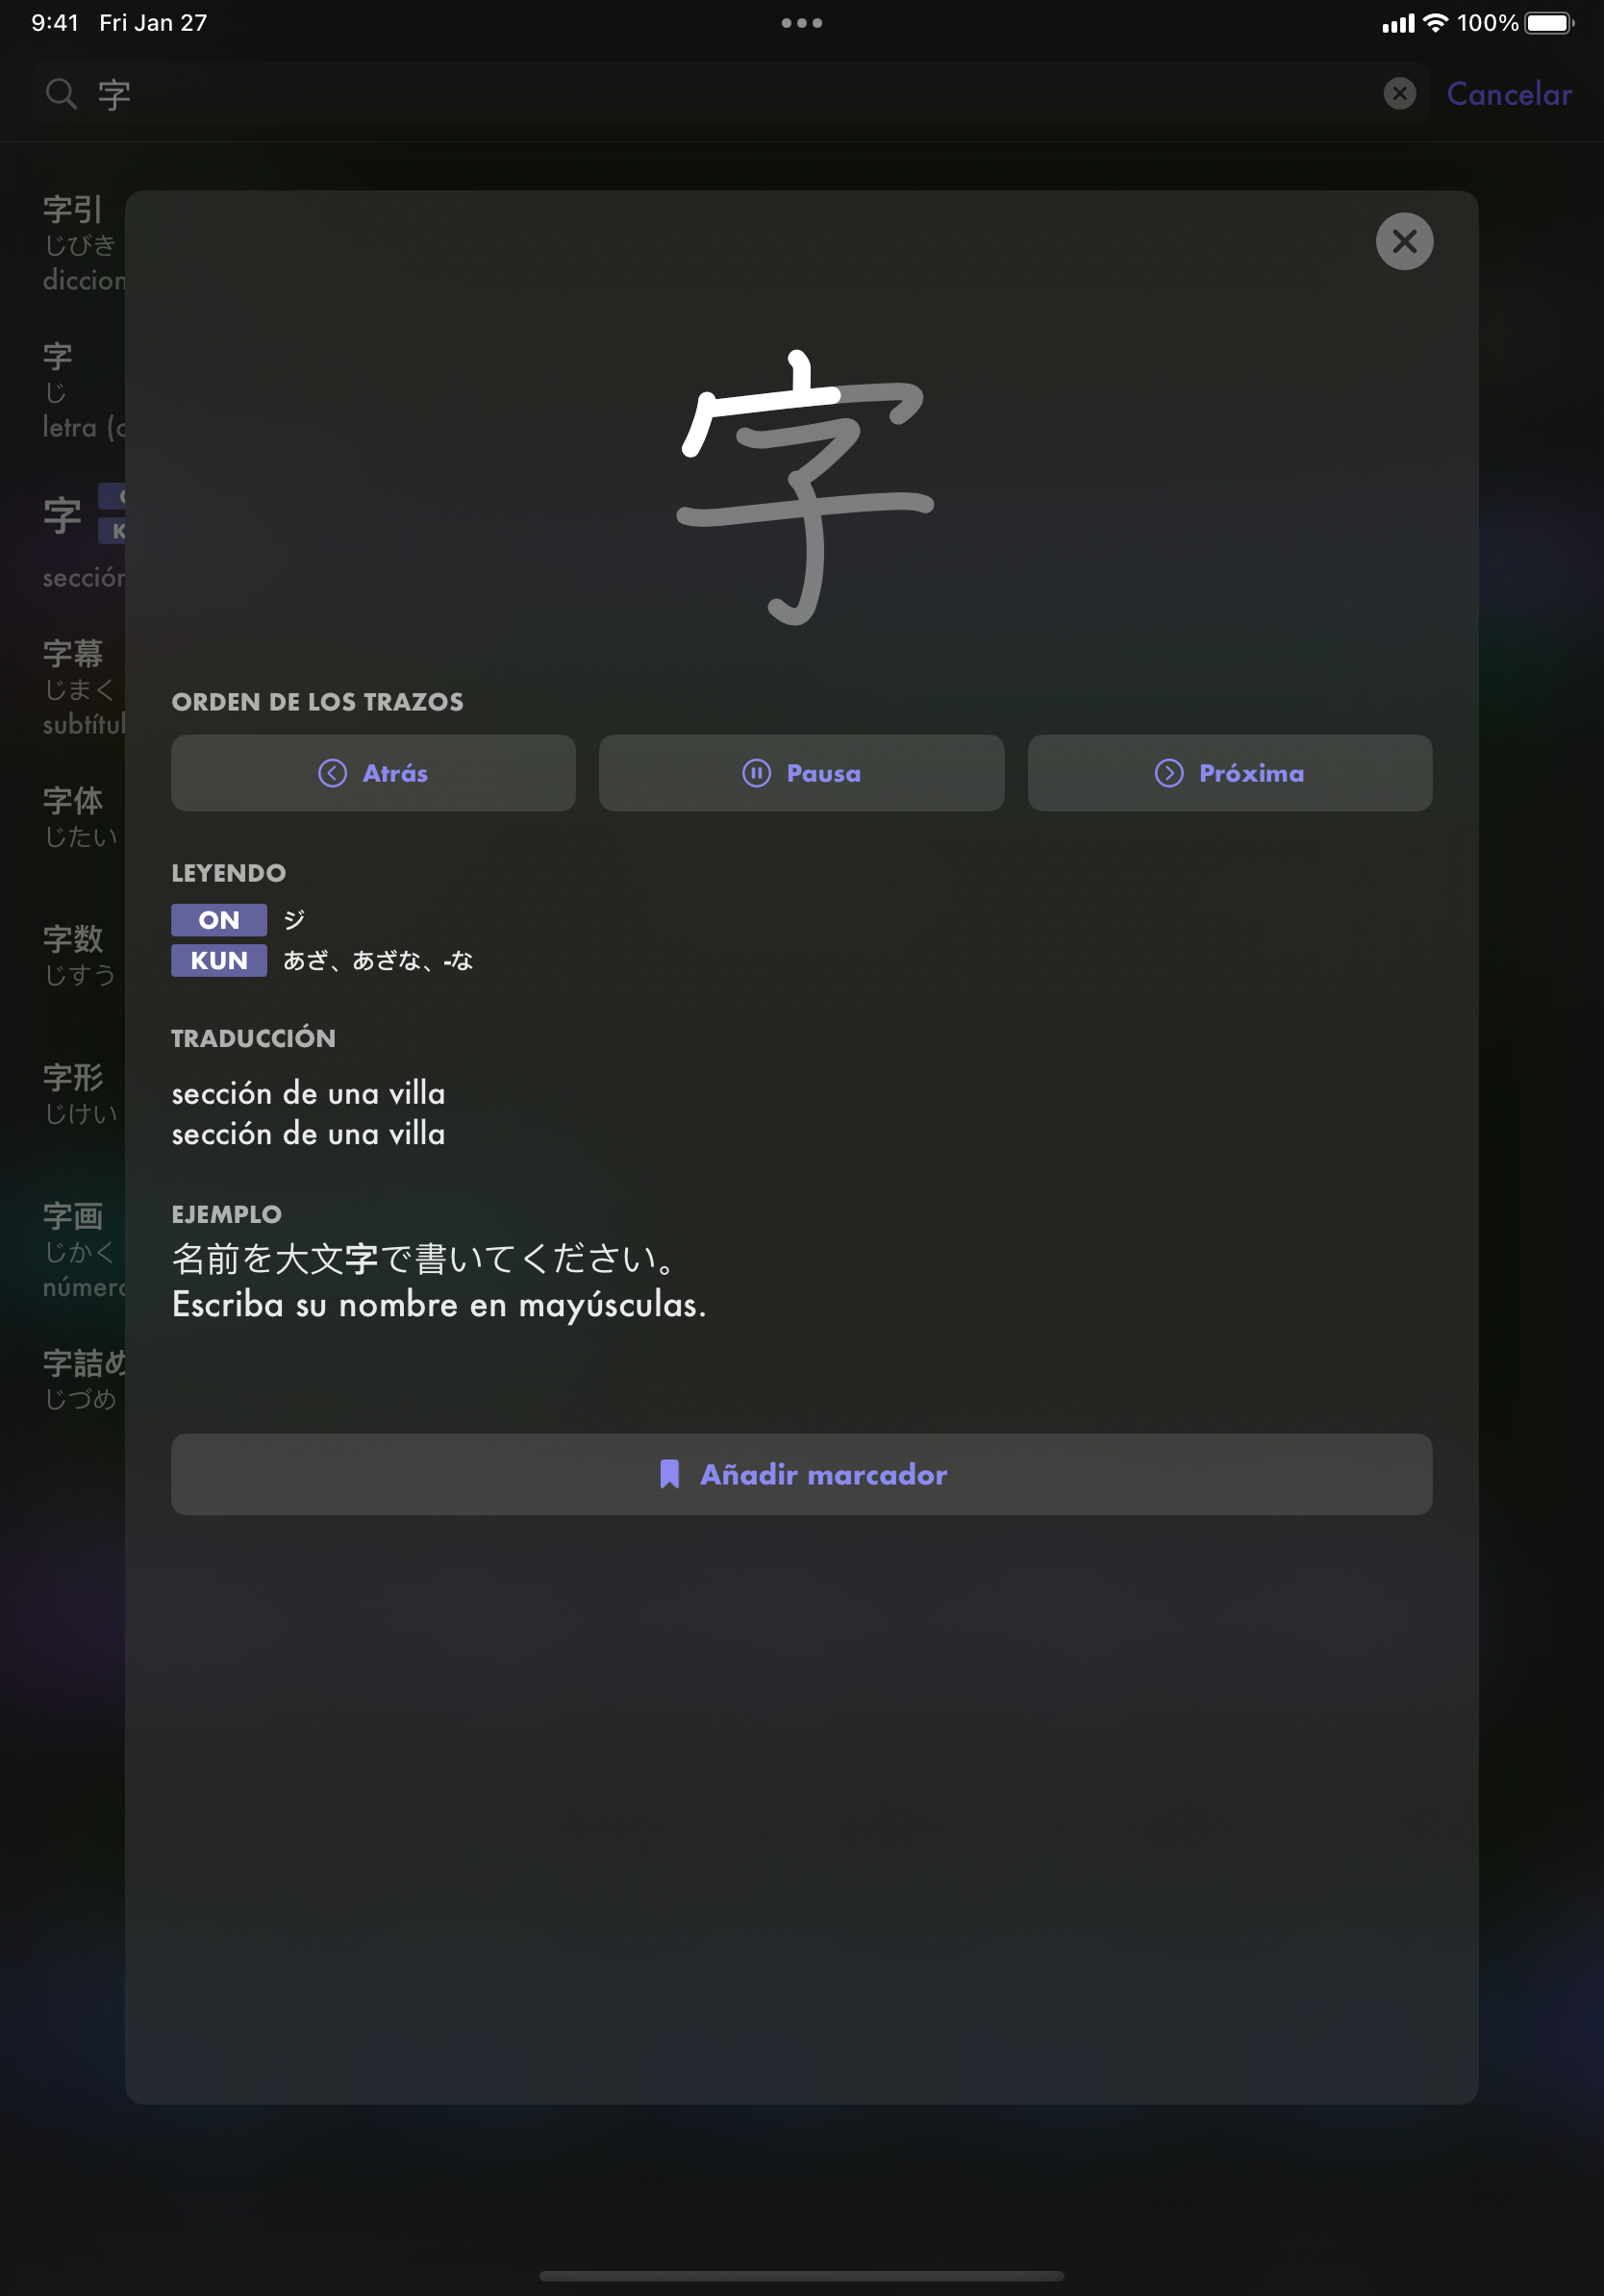 9:41 Fri Jan 27
100%
字
Cancelar
字引
じびき
diccion
字
じ
letra (c
字
K
sección
字幕
じまく
subtítul
字体
じたい
字数
じすう
字形
じけい
字画
じかく
número
字詰め
じづめ
字
ORDEN DE LOS TRAZOS
Atrás
Pausa
Próxima
LEYENDO
ON ジ
KUN あざ、あざな、-な
TRADUCCIÓN
sección de una villa
sección de una villa
EJEMPLO
名前を大文字で書いてください。
Escriba su nombre en mayúsculas.
Añadir marcador